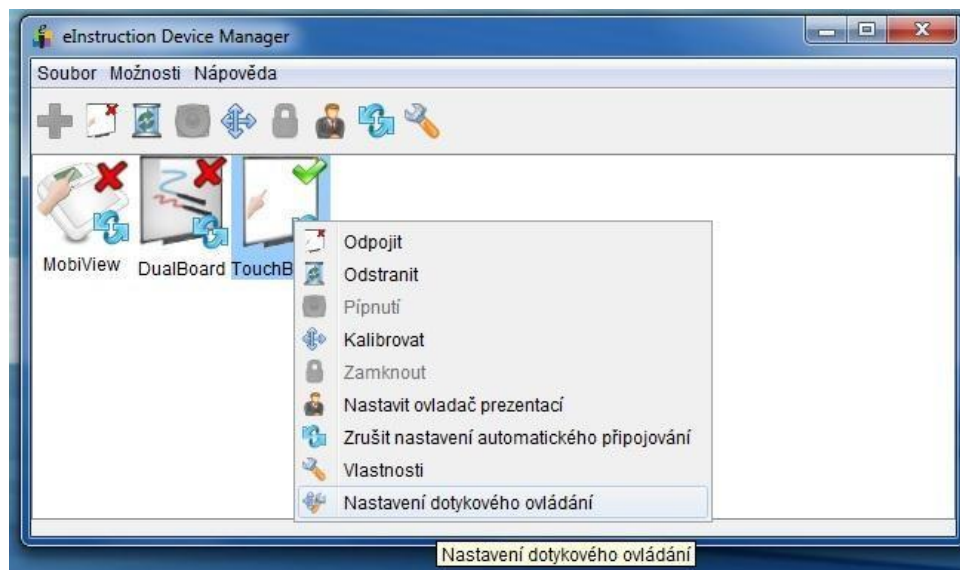 eInstruction Device Manager
Soubor Možnosti Nápověda
MobiView DualBoard TouchB
Odpojit
Odstranit
Pípnutí
Kalibrovat
Zamknout
Nastavit ovladač prezentací
Zrušit nastavení automatického připojování
Vlastnosti
Nastavení dotykového ovládání
Nastavení dotykového ovládání